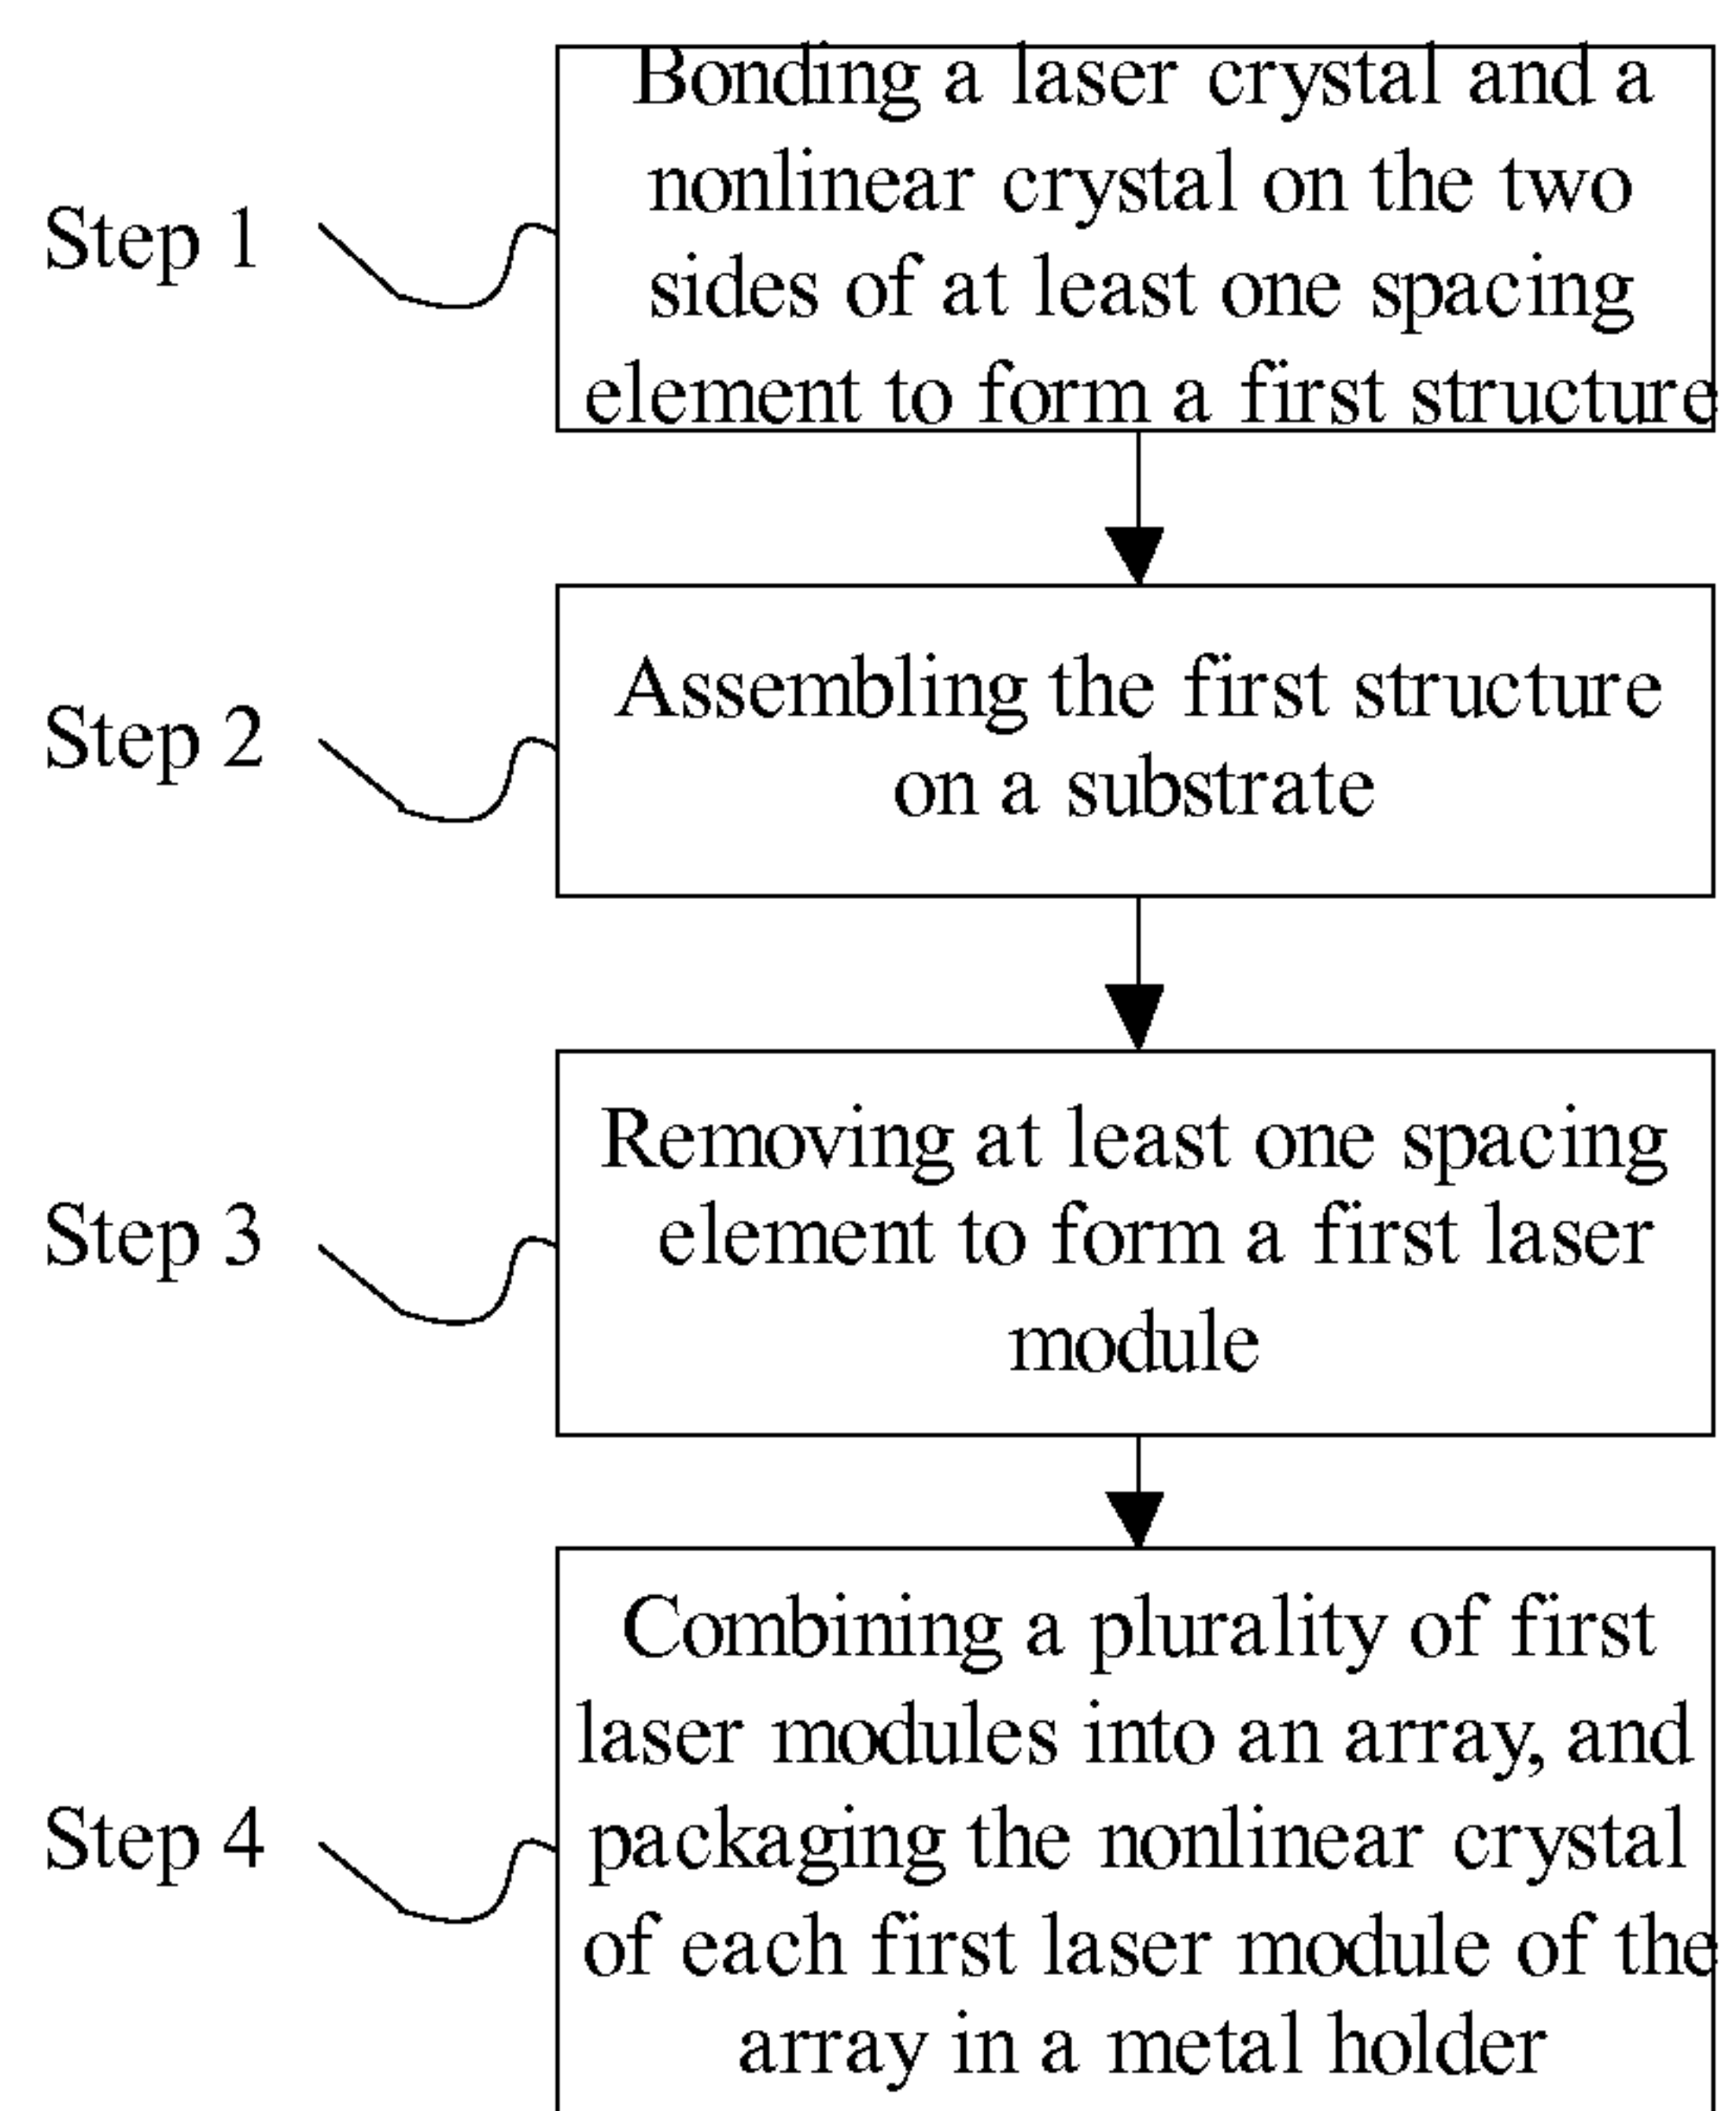 Bonding a laser crystal and a
nonlinear crystal on the two
Step 1
sides of at least one spacing
element to form a first structure
Assembling the first structure
Step 2
on a substrate
Removing at least one spacing
Step 3
element to form a first laser
module
Combining a plurality of first
laser modules into an array, and
Step 4
packaging the nonlinear crystal
of each first laser module of the
array in a metal holder